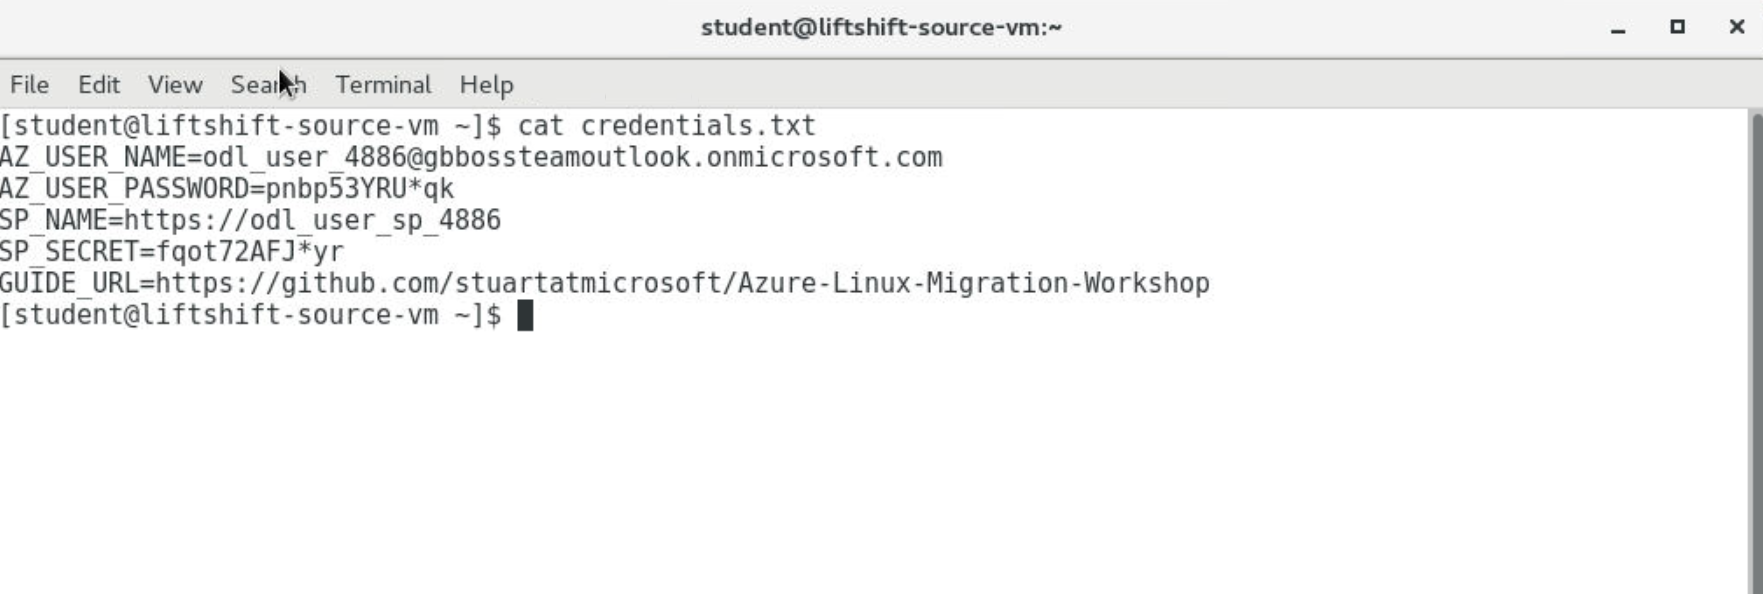 student@liftshift-source-vm:~
File Edit View Search Terminal Help
[student@liftshift-source-vm ~]$ cat credentials.txt
AZ_USER_NAME=odl_user_4886@gbbossteamoutlook.onmicrosoft.com
AZ_USER_PASSWORD=pnbp53YRU*qk
SP_NAME=https://odl_user_sp_4886
SP_SECRET=fqot72AFJ*yr
GUIDE_URL=https://github.com/stuartatmicrosoft/Azure-Linux-Migration-Workshop
[student@liftshift-source-vm ~]$